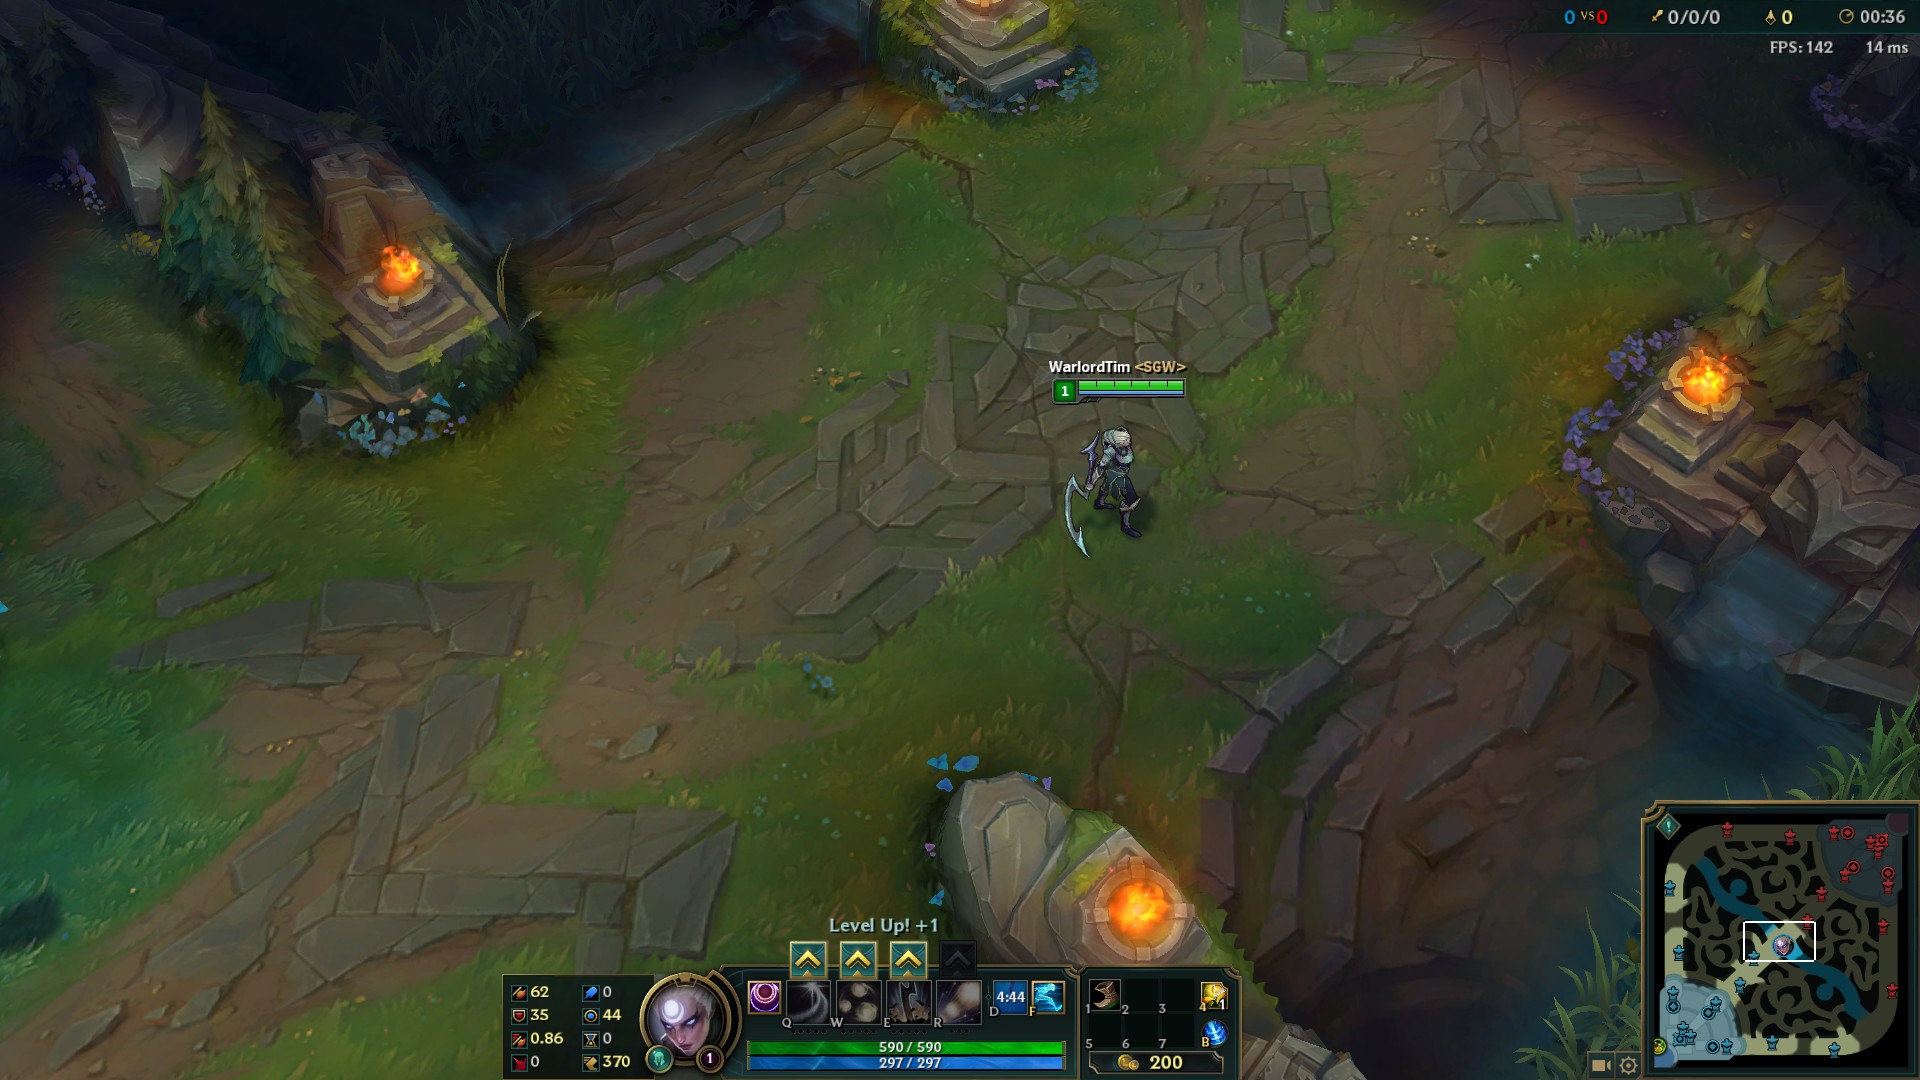 0 vs 0 0/0/0 0 00:36
FPS: 142 14 ms
WarlordTim <SGW>
1
Level Up! +1
62 0
35 44
0.86 0
0 370
1
Q W E R
4:44
D F
1 2 3 4 1
5 6 7 B
590 / 590
297 / 297
200